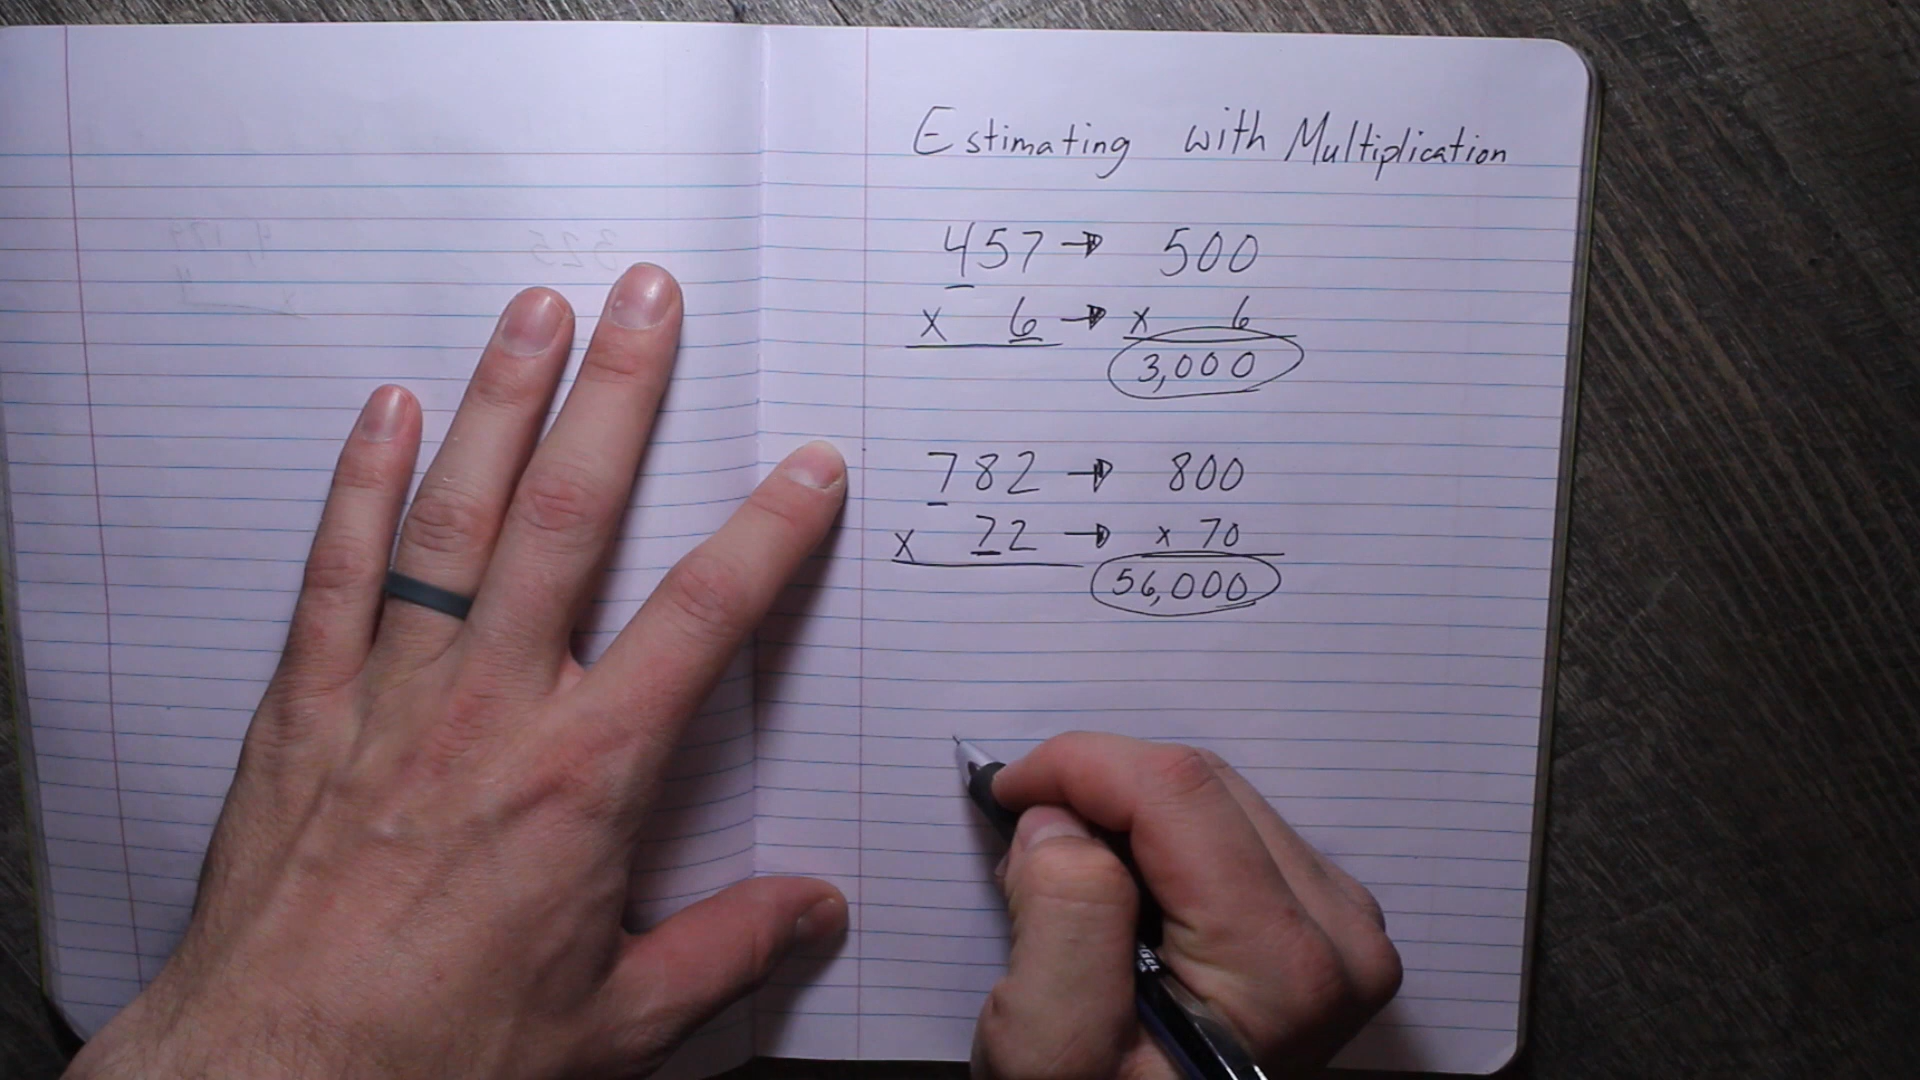 Estimating with Multiplication
457 → 500
x 6 → x 6
3,000
782 → 800
x 72 → x 70
56,000